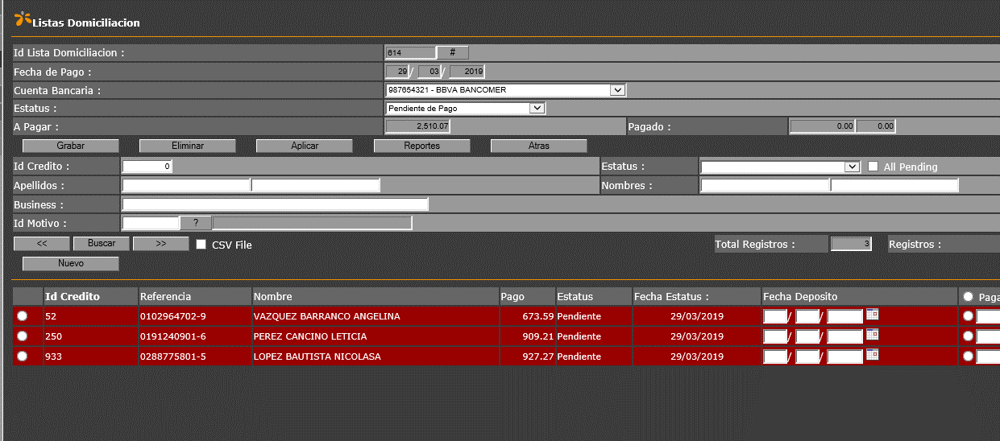 Listas Domiciliacion
Id Lista Domiciliacion : 614 #
Fecha de Pago : 29 / 03 / 2019
Cuenta Bancaria : 987654321 - BBVA BANCOMER
Estatus : Pendiente de Pago
A Pagar : 2,510.07 Pagado : 0.00 0.00
Grabar Eliminar Aplicar Reportes Atras
Id Credito : 0 Estatus : All Pending
Apellidos : Nombres :
Business :
Id Motivo : ?
<< Buscar >> CSV File Total Registros : 3 Registros :
Nuevo
Id Credito Referencia Nombre Pago Estatus Fecha Estatus : Fecha Deposito Paga
52 0102964702-9 VAZQUEZ BARRANCO ANGELINA 673.59 Pendiente 29/03/2019 / /
250 0191240901-6 PEREZ CANCINO LETICIA 909.21 Pendiente 29/03/2019 / /
933 0288775801-5 LOPEZ BAUTISTA NICOLASA 927.27 Pendiente 29/03/2019 / /